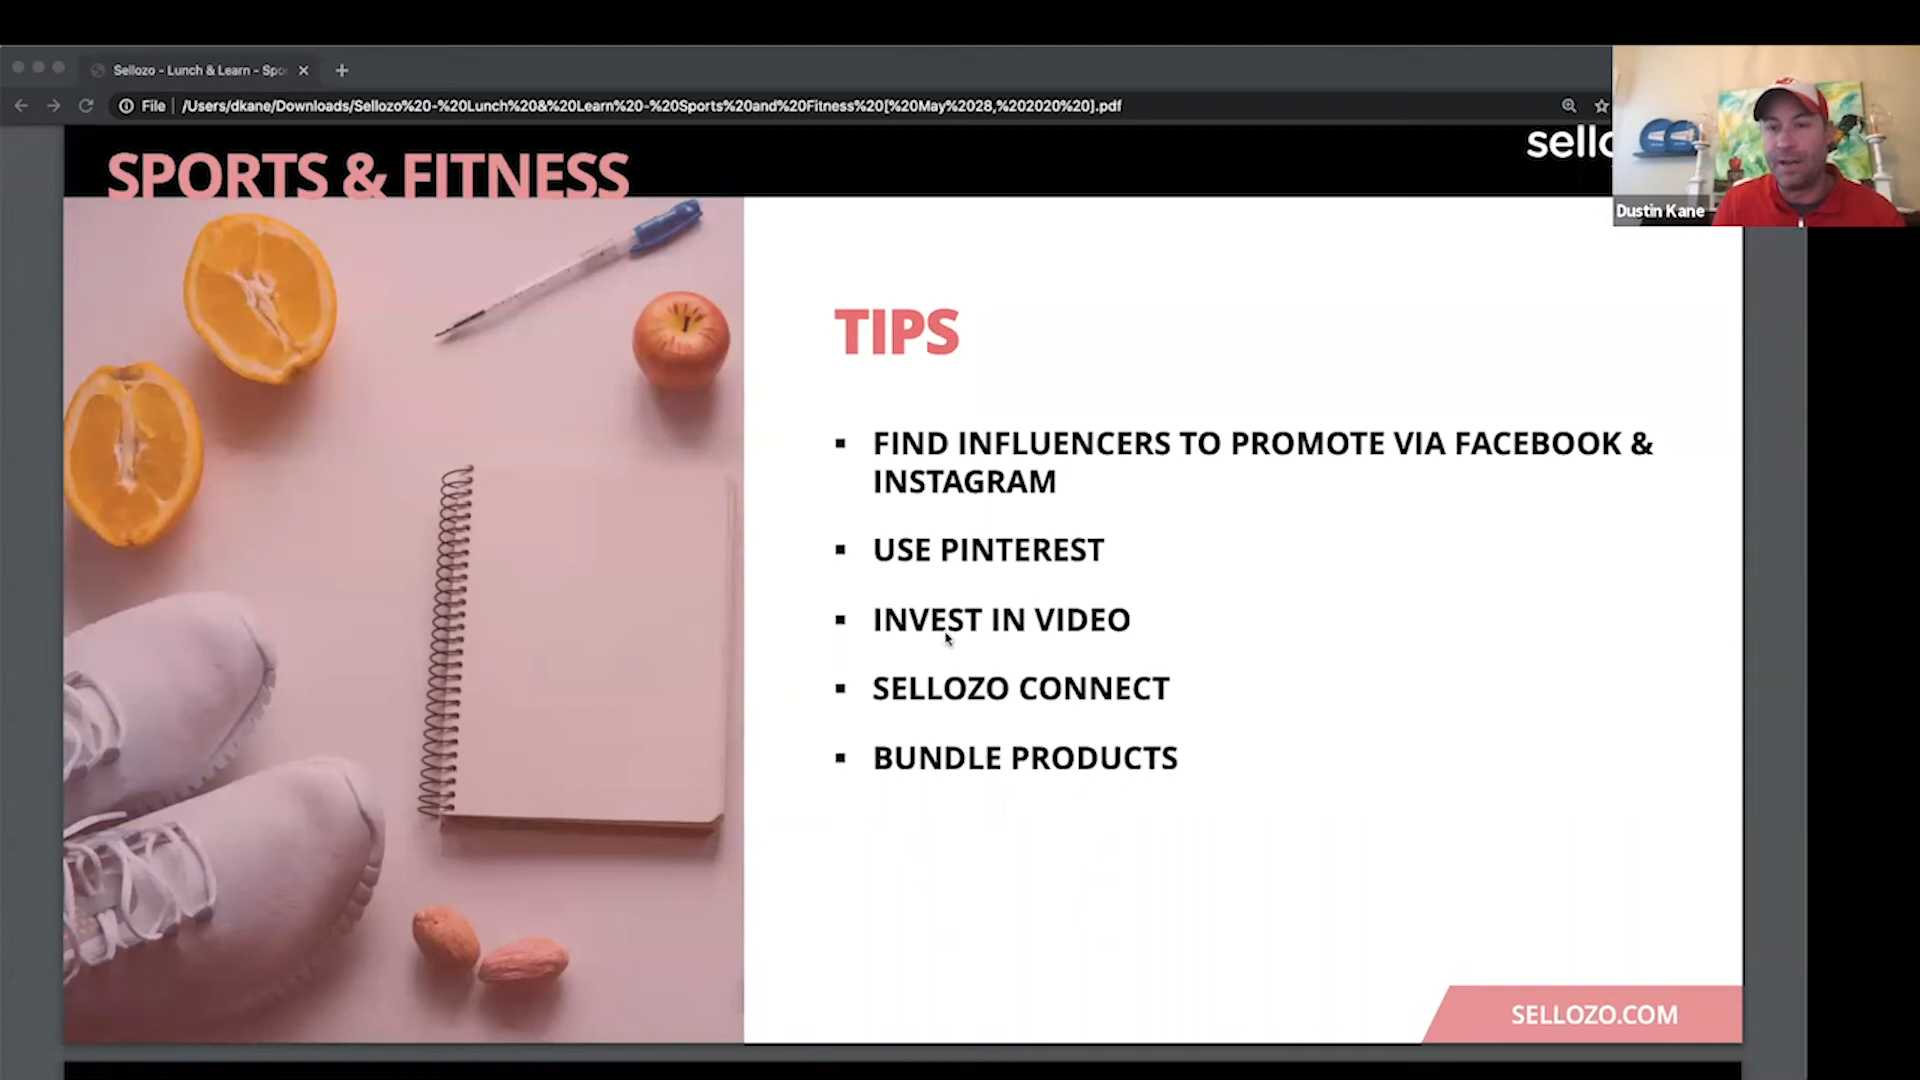 Sellozo - Lunch & Learn - Spo
File
/Users/dkane/Downloads/Sellozo%20-%20Lunch%20&%20Learn%20-%20Sports%20and%20Fitness%20[%20May%2028,%202020%20].pdf
SPORTS & FITNESS
sello
Dustin Kane
TIPS
▪ FIND INFLUENCERS TO PROMOTE VIA FACEBOOK &
INSTAGRAM
▪ USE PINTEREST
▪ INVEST IN VIDEO
▪ SELLOZO CONNECT
▪ BUNDLE PRODUCTS
SELLOZO.COM